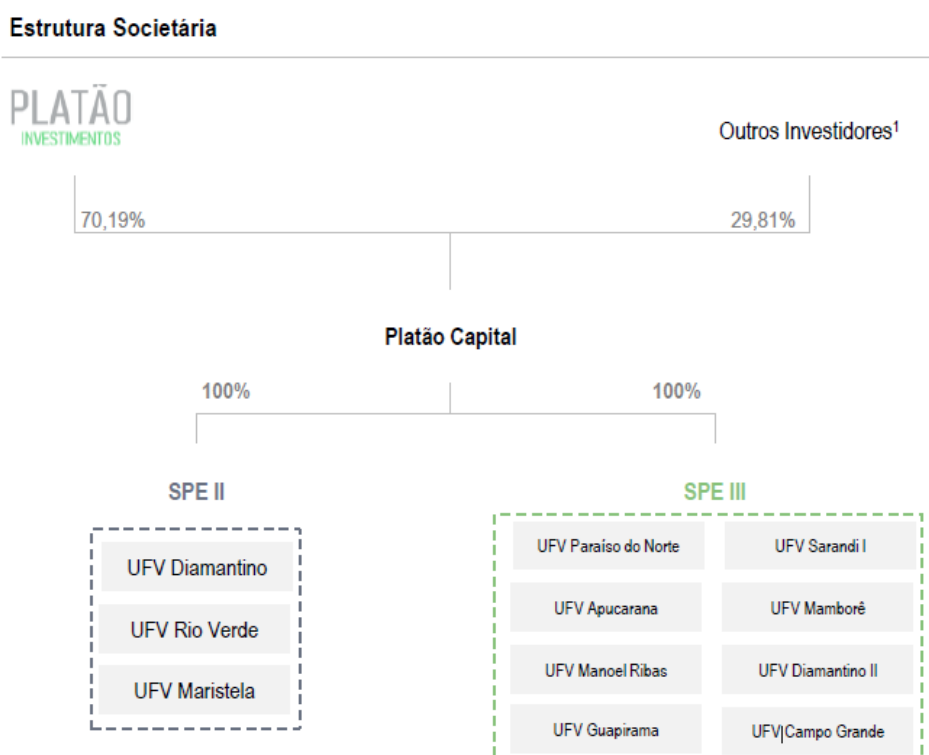 Estrutura Societária
PLATÃO
INVESTIMENTOS
Outros Investidores¹
70,19%
29,81%
Platão Capital
100%
100%
SPE II
SPE III
UFV Diamantino
UFV Rio Verde
UFV Maristela
UFV Paraíso do Norte
UFV Sarandi I
UFV Apucarana
UFV Mamborê
UFV Manoel Ribas
UFV Diamantino II
UFV Guapirama
UFV|Campo Grande